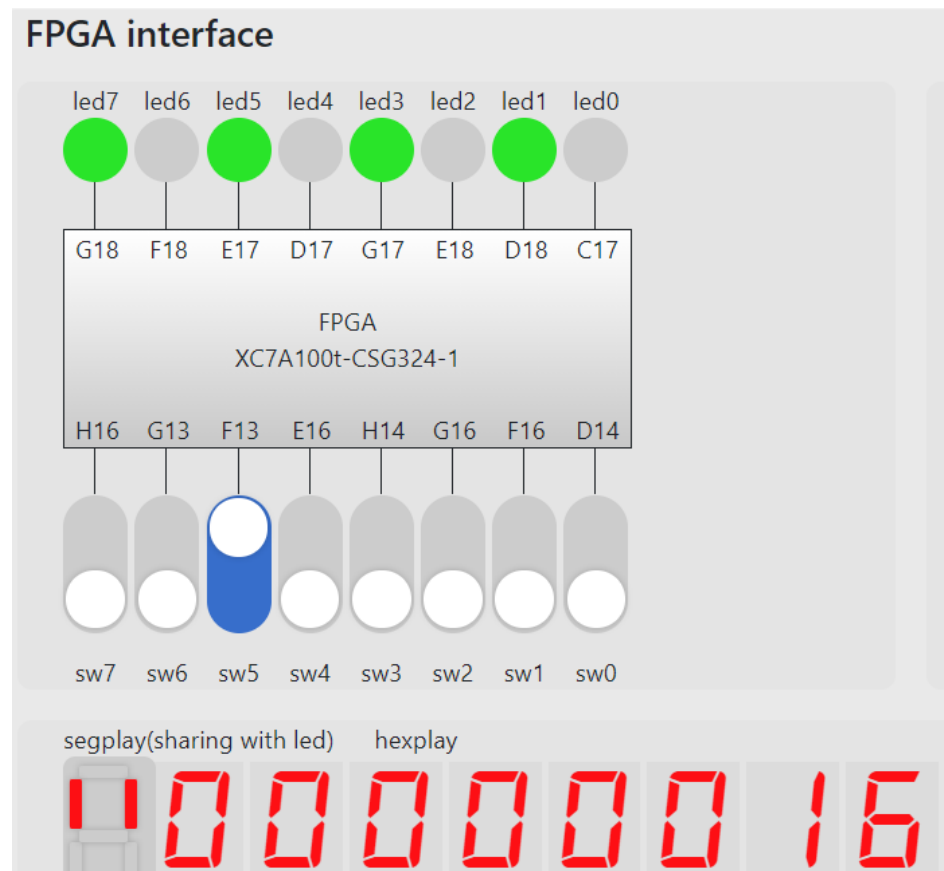 FPGA interface
led7 led6 led5 led4 led3 led2 led1 led0
G18 F18 E17 D17 G17 E18 D18 C17
FPGA
XC7A100t-CSG324-1
H16 G13 F13 E16 H14 G16 F16 D14
sw7 sw6 sw5 sw4 sw3 sw2 sw1 sw0
segplay(sharing with led) hexplay
00000016